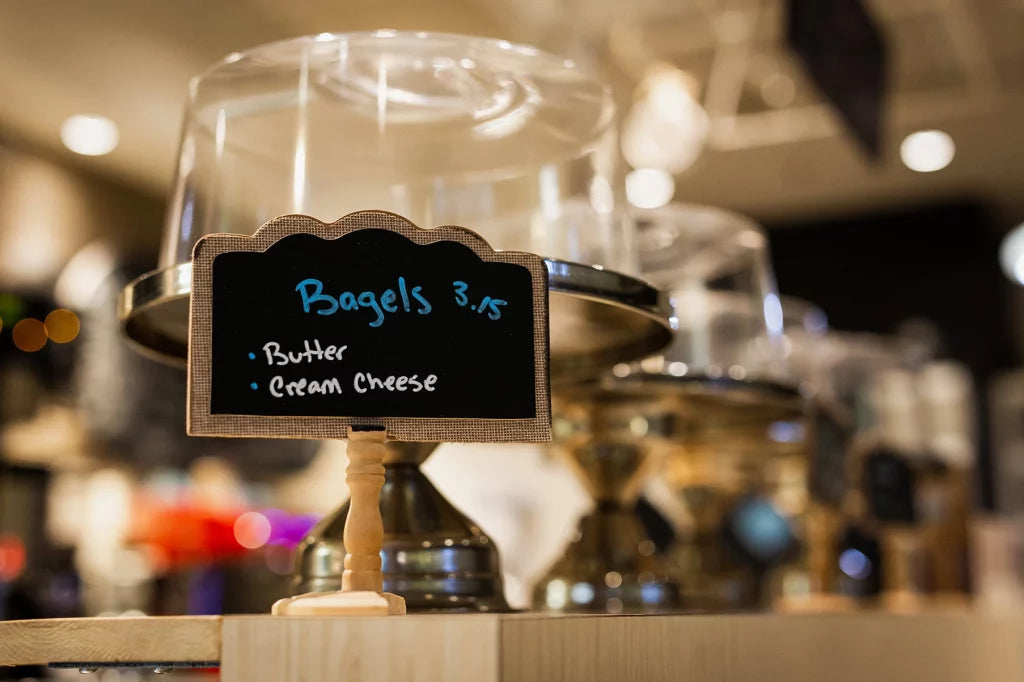 Bagels 3.15
• Butter
• Cream Cheese